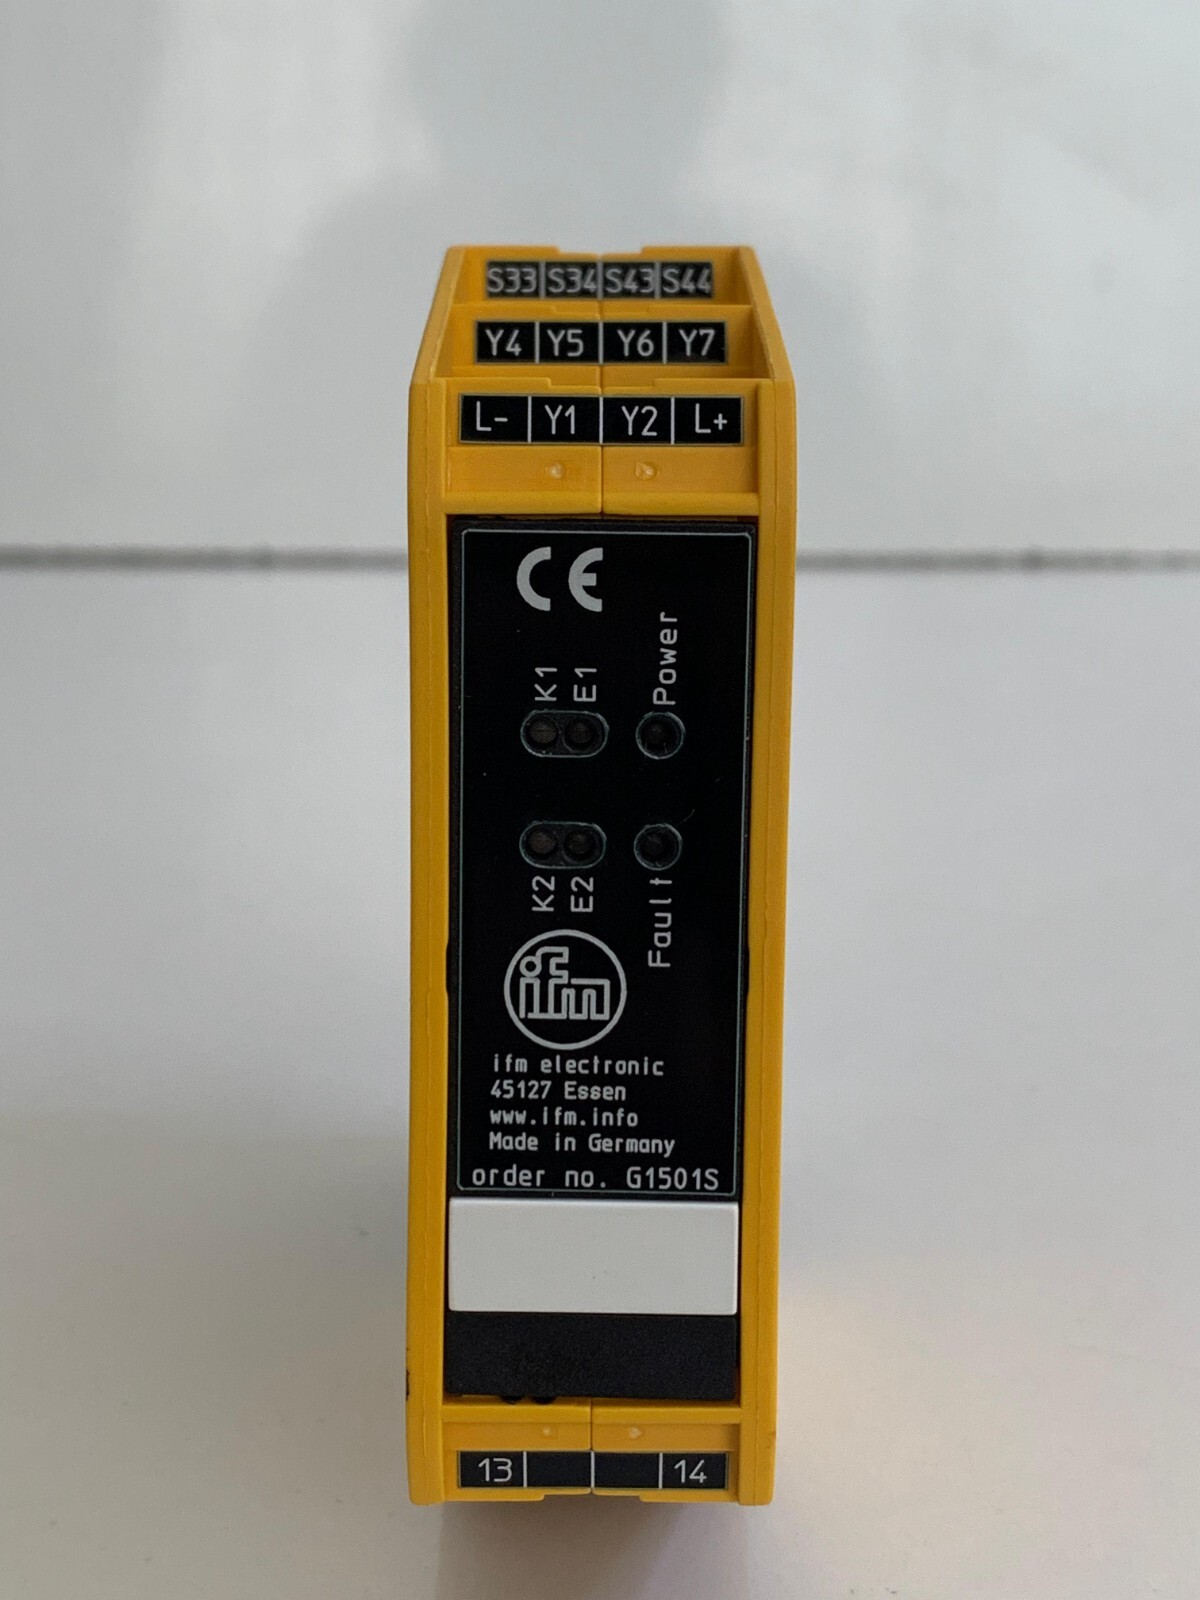 S33 S34 S43 S44
Y4 Y5 Y6 Y7
L- Y1 Y2 L+
CE
K1 E1 Power
K2 E2 Fault
ifm
ifm electronic
45127 Essen
www.ifm.info
Made in Germany
order no. G1501S
13 14